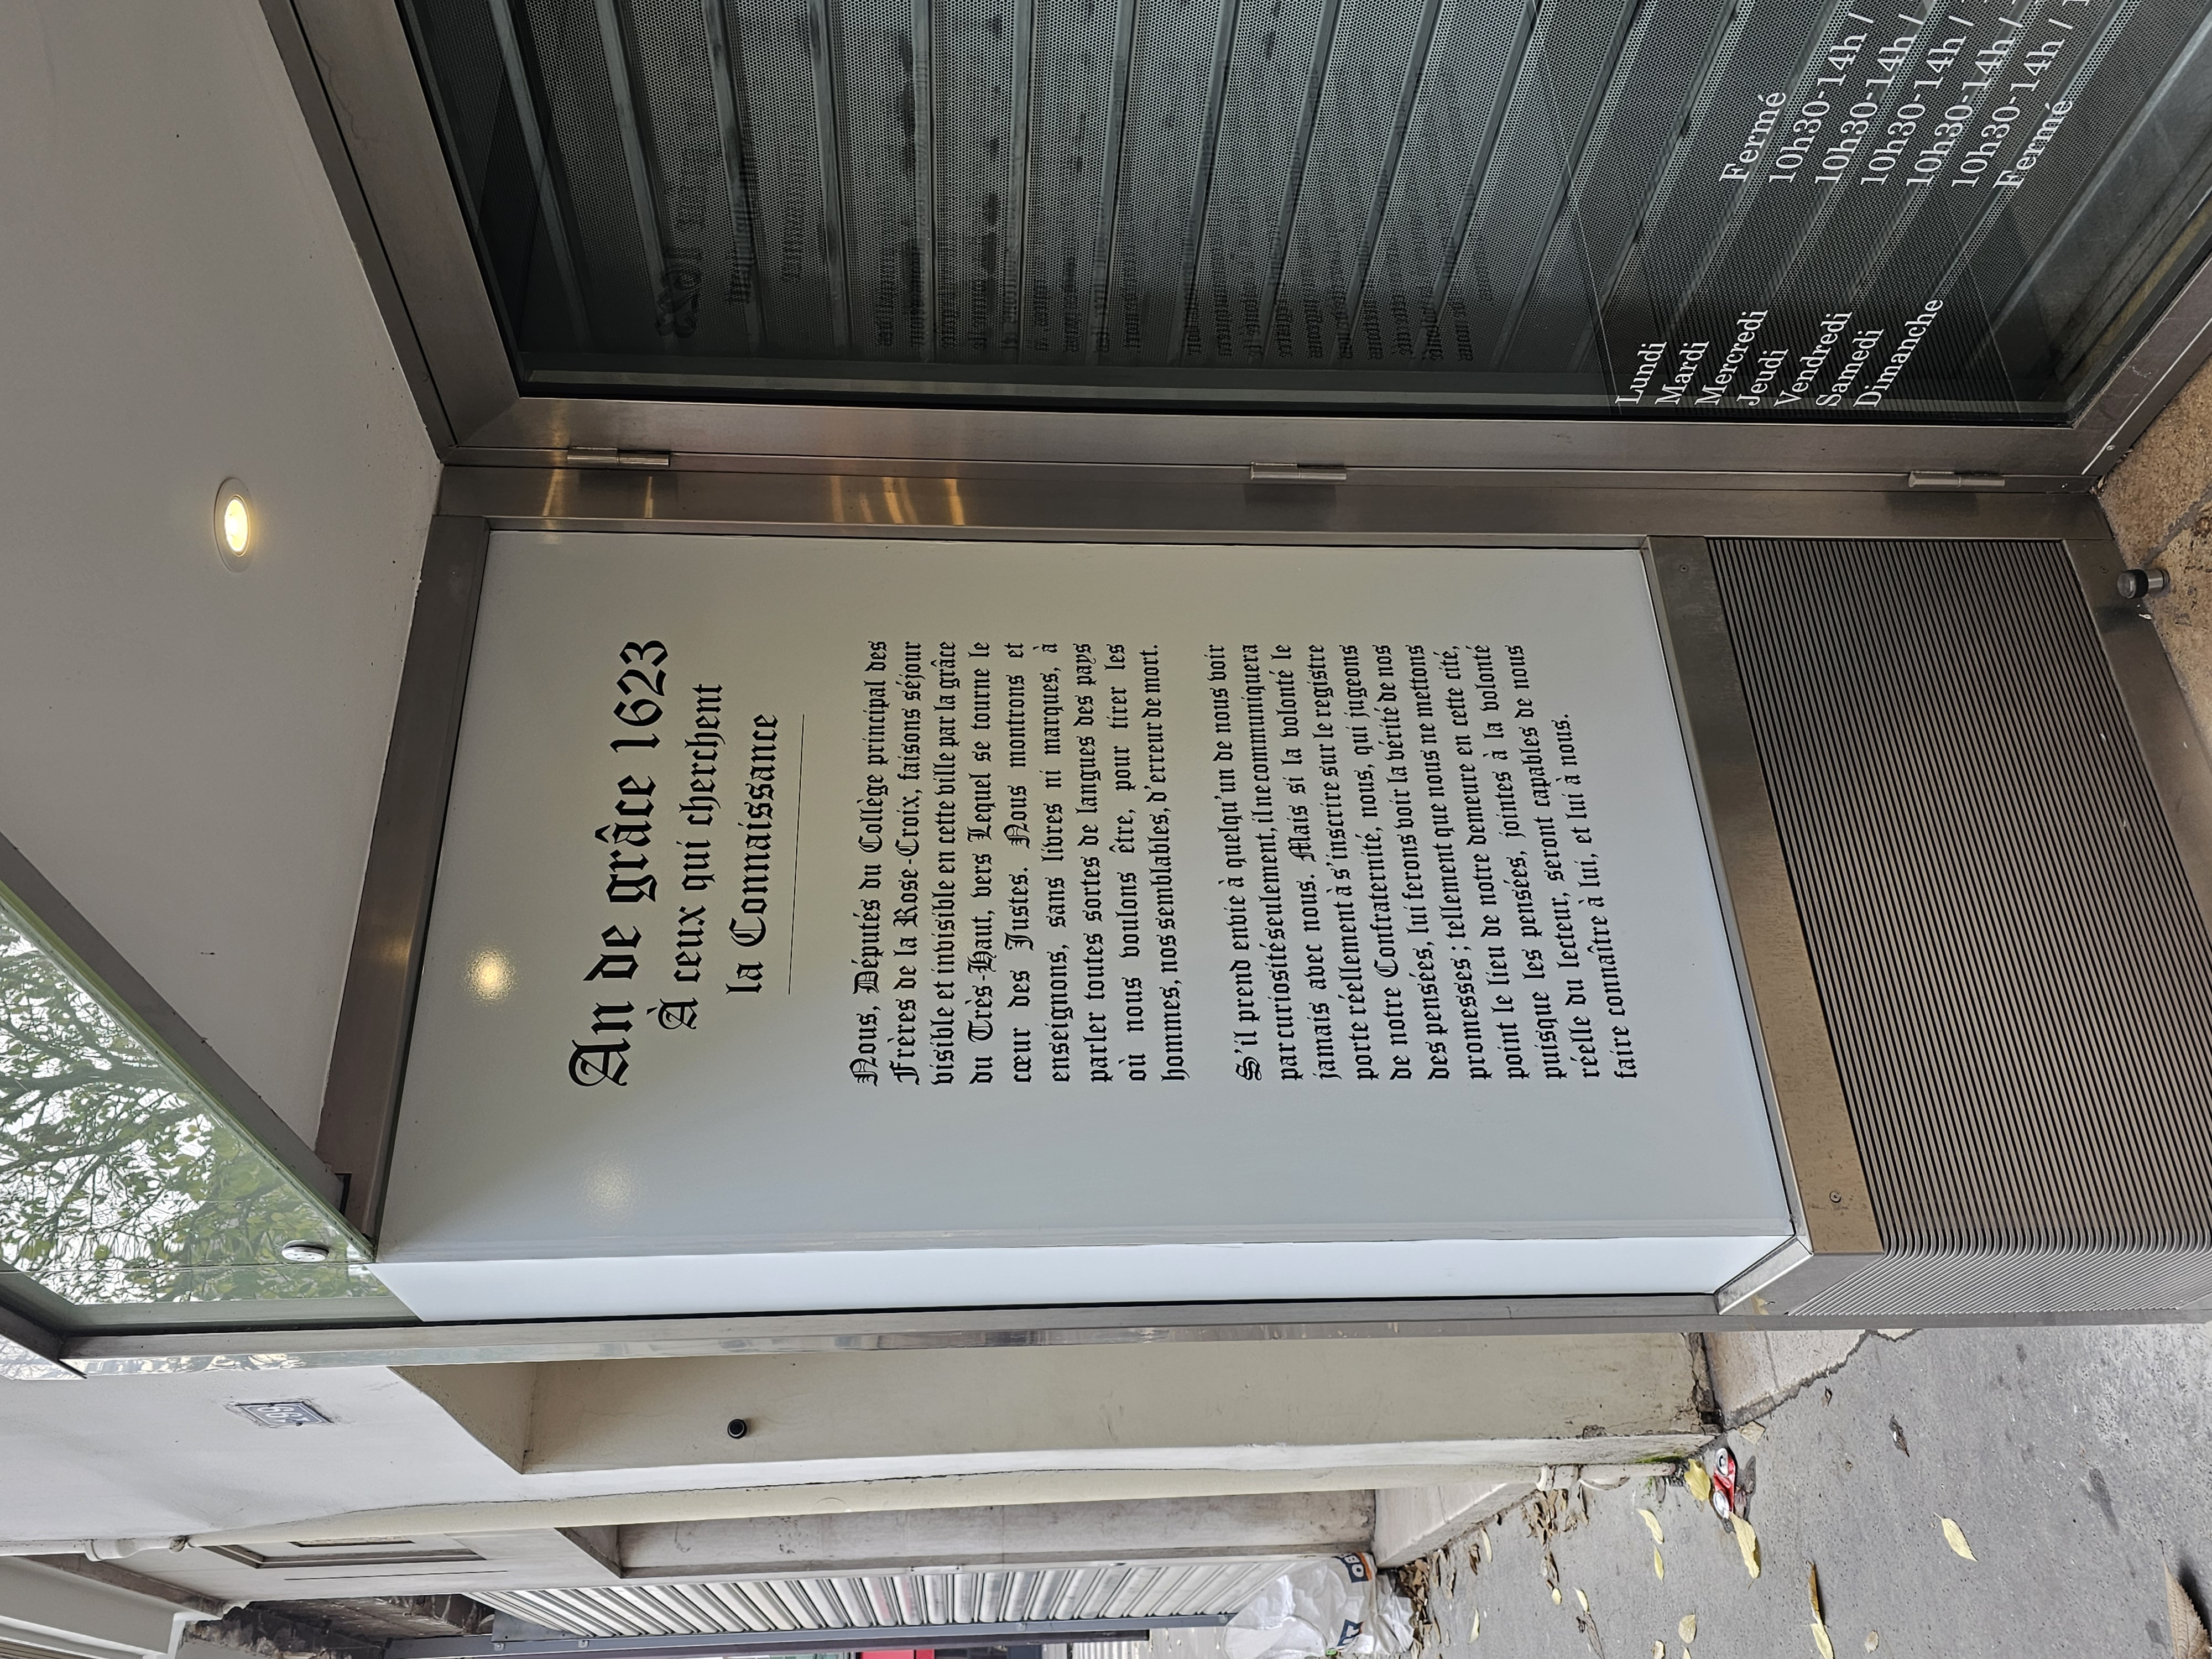 An de grâce 1623
À ceux qui cherchent
la Connaissance
Nous, Députés du Collège principal des
Frères de la Rose-Croix, faisons séjour
visible et invisible en cette ville par la grâce
du Très-Haut, vers Lequel se tourne le
cœur des Justes. Nous montrons et
enseignons, sans livres ni marques, à
parler toutes sortes de langues des pays
où nous voulons être, pour tirer les
hommes, nos semblables, d'erreur de mort.
S'il prend envie à quelqu'un de nous voir
par curiosité seulement, il ne communiquera
jamais avec nous. Mais si la volonté le
porte réellement à s'inscrire sur le registre
de notre Confraternité, nous, qui jugeons
des pensées, lui ferons voir la vérité de nos
promesses ; tellement que nous ne mettons
point le lieu de notre demeure en cette cité,
puisque les pensées, jointes à la volonté
réelle du lecteur, seront capables de nous
faire connaître à lui, et lui à nous.
Lundi Fermé
Mardi 10h30-14h /
Mercredi 10h30-14h /
Jeudi 10h30-14h /
Vendredi 10h30-14h /
Samedi 10h30-14h /
Dimanche Fermé